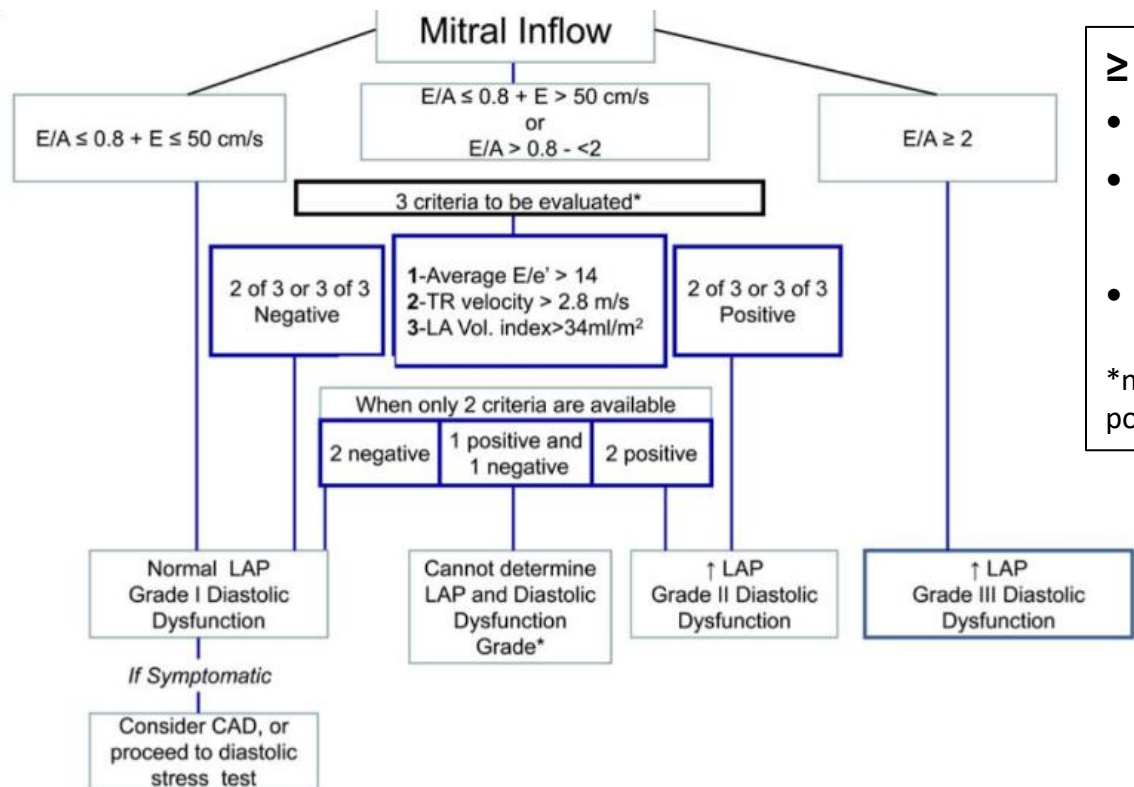 Mitral Inflow
E/A ≤ 0.8 + E ≤ 50 cm/s
E/A ≤ 0.8 + E > 50 cm/s
or
E/A > 0.8 - <2
E/A ≥ 2
3 criteria to be evaluated*
2 of 3 or 3 of 3
Negative
1-Average E/e' > 14
2-TR velocity > 2.8 m/s
3-LA Vol. index>34ml/m²
2 of 3 or 3 of 3
Positive
When only 2 criteria are available
2 negative
1 positive and
1 negative
2 positive
Normal LAP
Grade I Diastolic
Dysfunction
Cannot determine
LAP and Diastolic
Dysfunction
Grade*
↑ LAP
Grade II Diastolic
Dysfunction
↑ LAP
Grade III Diastolic
Dysfunction
If Symptomatic
Consider CAD, or
proceed to diastolic
stress test
≥
•
•
•